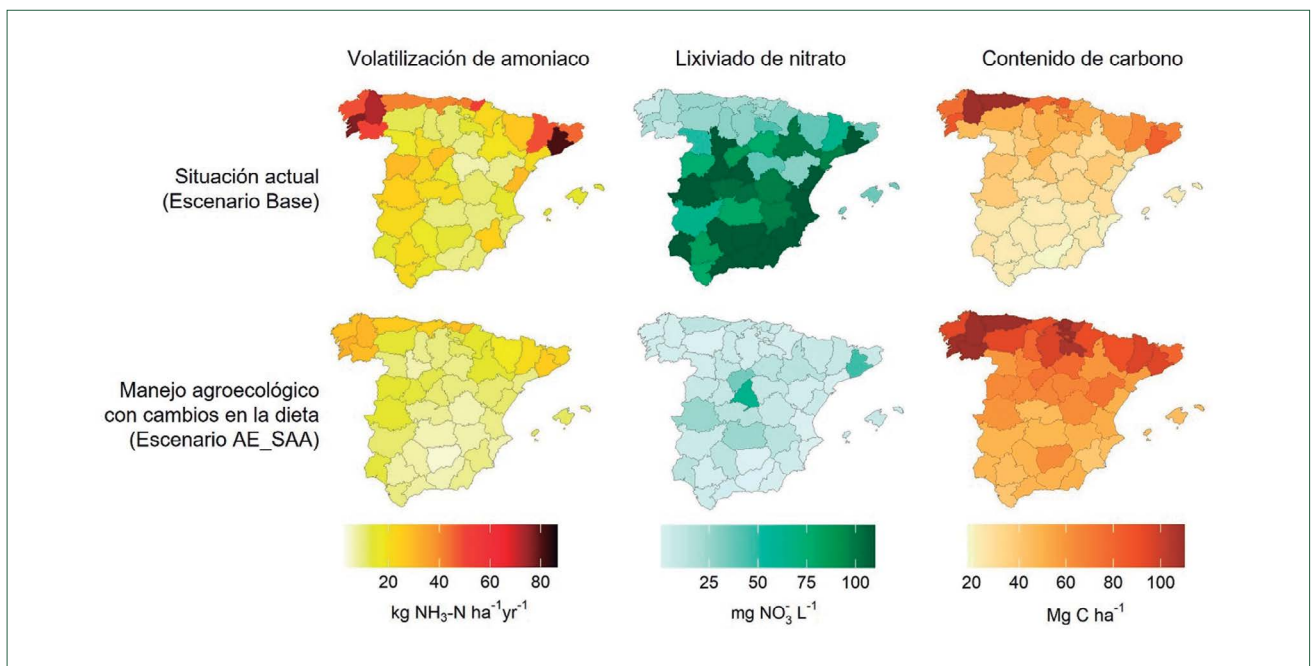 Volatilización de amoniaco
Lixiviado de nitrato
Contenido de carbono
Situación actual
(Escenario Base)
Manejo agroecológico
con cambios en la dieta
(Escenario AE_SAA)
20 40 60 80
kg NH₃-N ha⁻¹yr⁻¹
25 50 75 100
mg NO₃⁻ L⁻¹
20 40 60 80 100
Mg C ha⁻¹